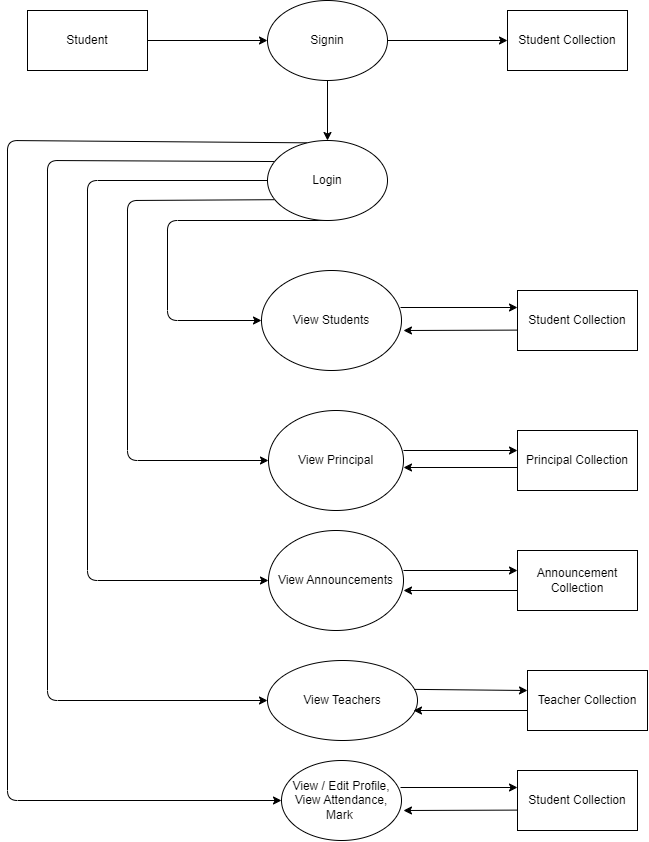 Student
Signin
Student Collection
Login
View Students
Student Collection
View Principal
Principal Collection
View Announcements
Announcement
Collection
View Teachers
Teacher Collection
View / Edit Profile,
View Attendance,
Mark
Student Collection